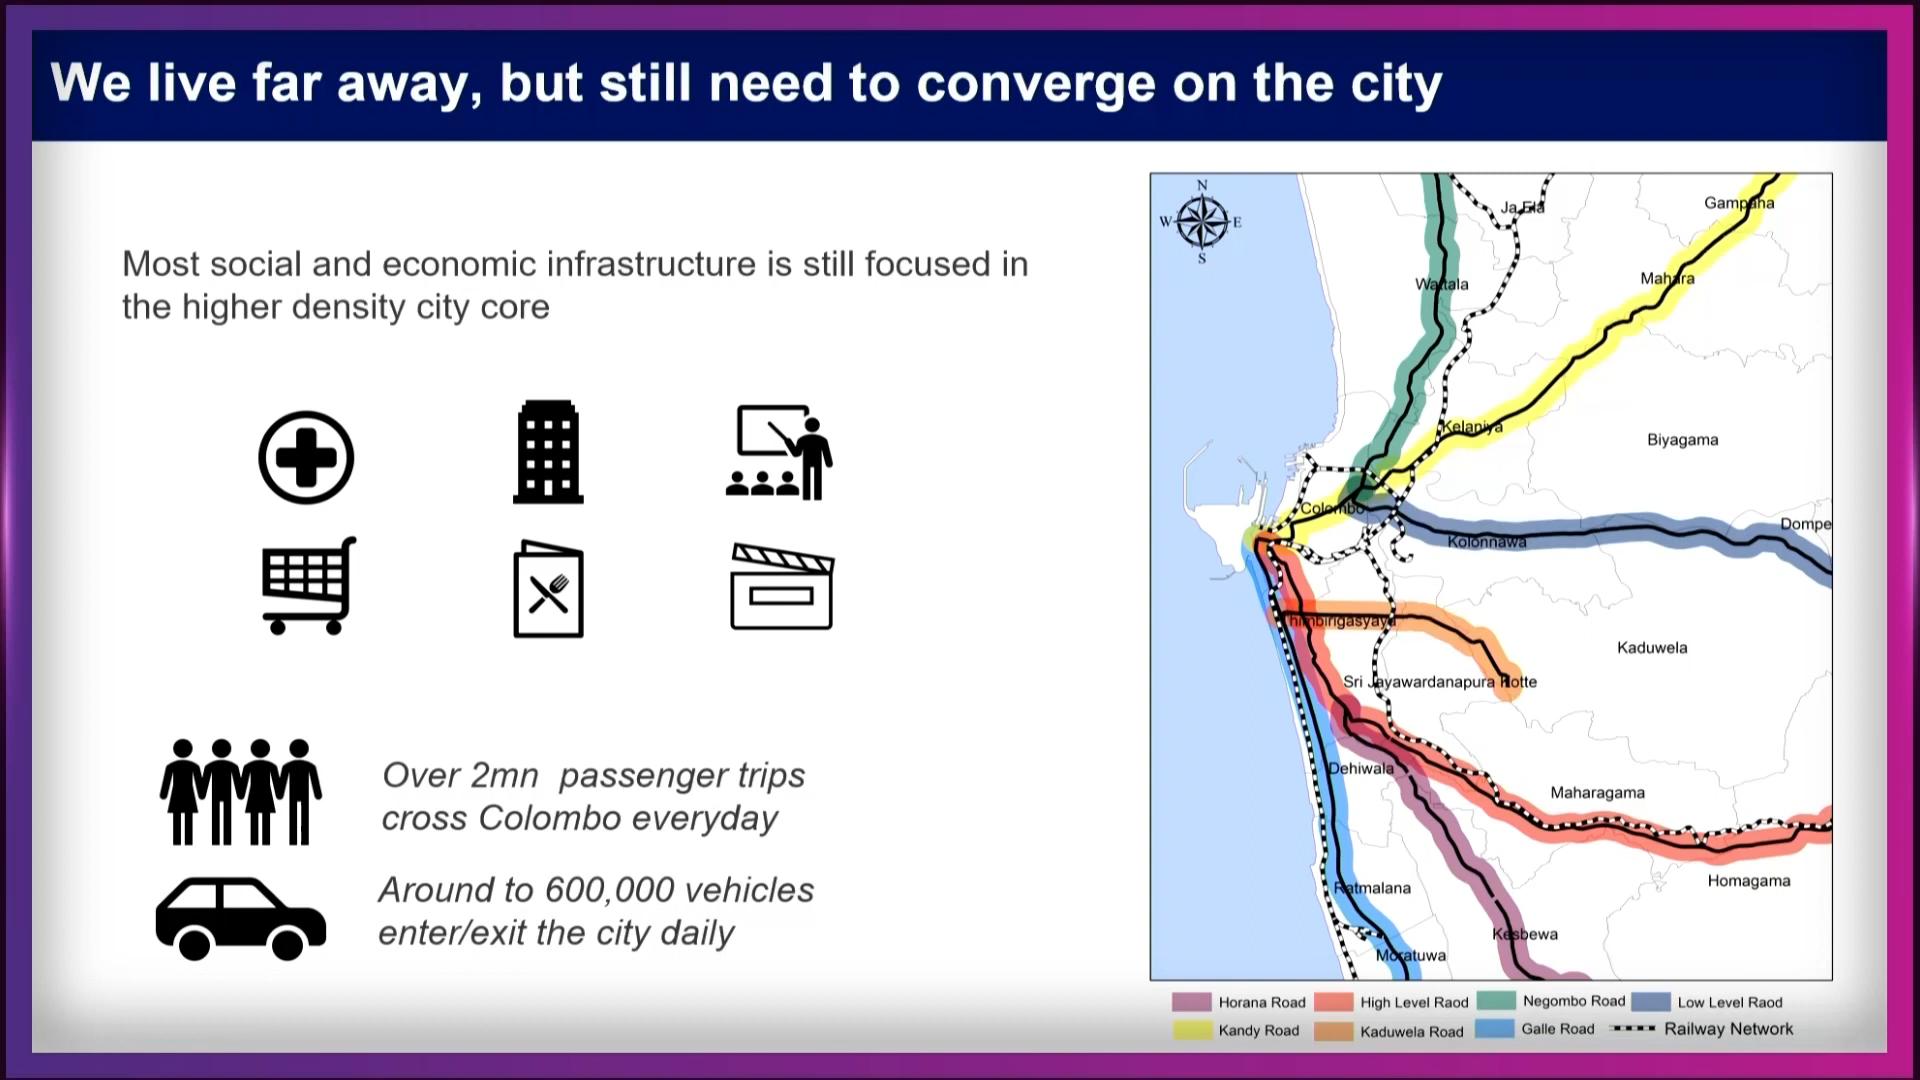 We live far away, but still need to converge on the city
Most social and economic infrastructure is still focused in
the higher density city core
Over 2mn passenger trips
cross Colombo everyday
Around to 600,000 vehicles
enter/exit the city daily
N
W E
S
Ja Ela
Gampaha
Wattala
Mahara
Kelaniya
Biyagama
Colombo
Dompe
Kolonnawa
Thimbirigasyaya
Kaduwela
Sri Jayawardanapura Kotte
Dehiwala
Maharagama
Homagama
Ratmalana
Kesbewa
Moratuwa
Horana Road High Level Raod Negombo Road Low Level Raod
Kandy Road Kaduwela Road Galle Road Railway Network